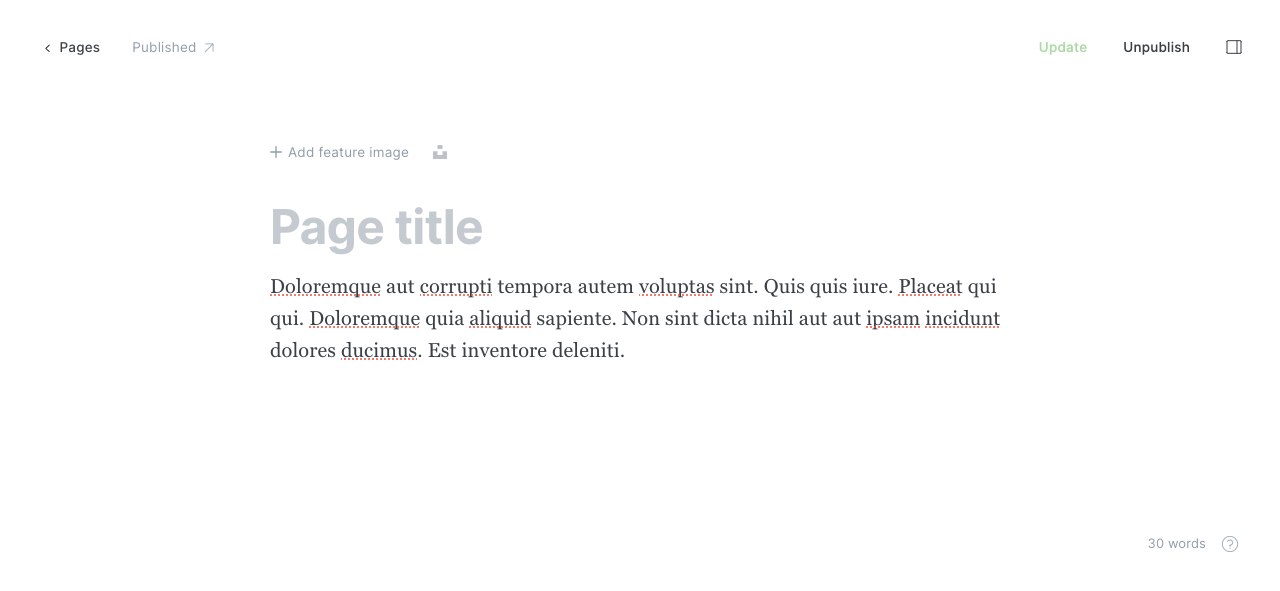 Pages Published Update Unpublish
Add feature image
Page title
Doloremque aut corrupti tempora autem voluptas sint. Quis quis iure. Placeat qui
qui. Doloremque quia aliquid sapiente. Non sint dicta nihil aut aut ipsam incidunt
dolores ducimus. Est inventore deleniti.
30 words